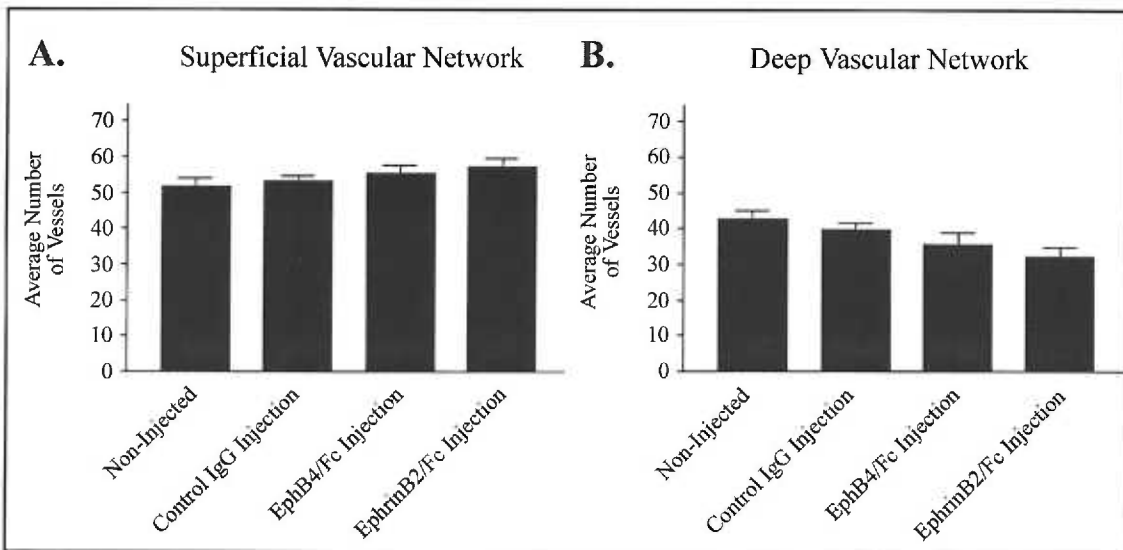 A.
Superficial Vascular Network
Average Number
of Vessels
70
60
50
40
30
20
10
0
Non-Injected
Control IgG Injection
EphB4/Fc Injection
EphrinB2/Fc Injection
B.
Deep Vascular Network
Average Number
of Vessels
70
60
50
40
30
20
10
0
Non-Injected
Control IgG Injection
EphB4/Fc Injection
EphrinB2/Fc Injection